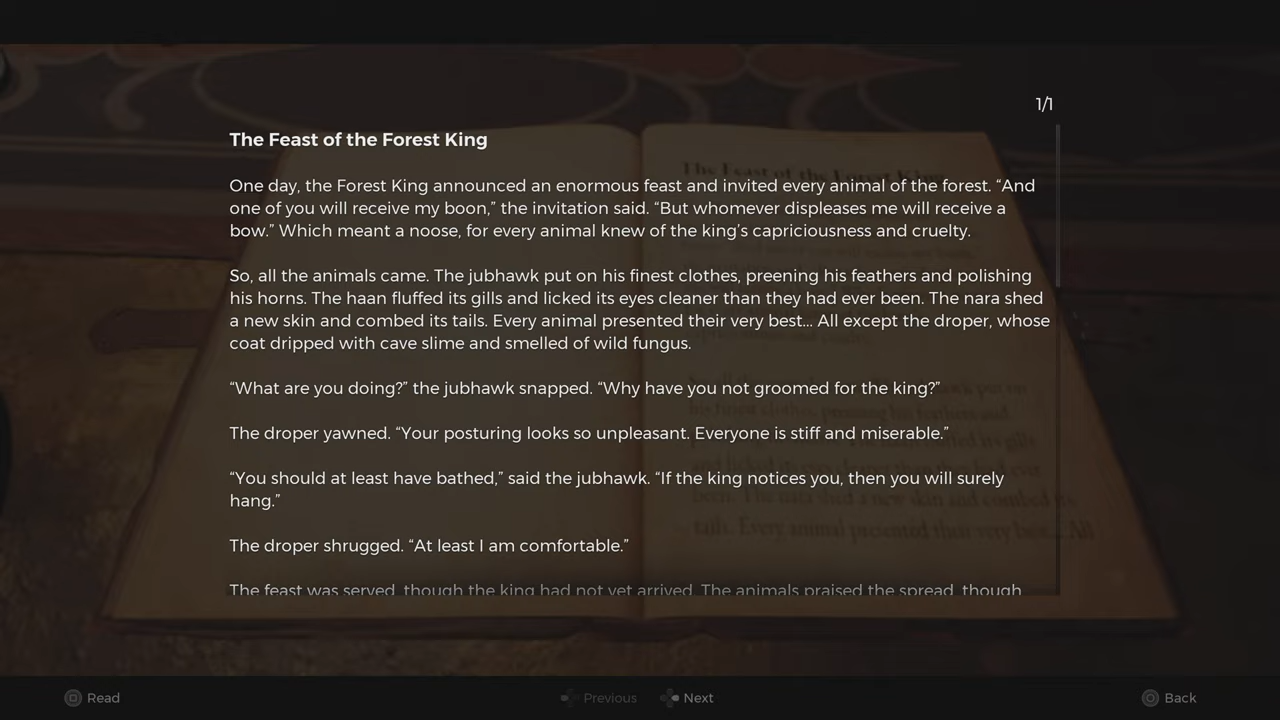 1/1
The Feast of the Forest King
One day, the Forest King announced an enormous feast and invited every animal of the forest. “And
one of you will receive my boon,” the invitation said. “But whomever displeases me will receive a
bow.” Which meant a noose, for every animal knew of the king’s capriciousness and cruelty.
So, all the animals came. The jubhawk put on his finest clothes, preening his feathers and polishing
his horns. The haan fluffed its gills and licked its eyes cleaner than they had ever been. The nara shed
a new skin and combed its tails. Every animal presented their very best... All except the droper, whose
coat dripped with cave slime and smelled of wild fungus.
“What are you doing?” the jubhawk snapped. “Why have you not groomed for the king?”
The droper yawned. “Your posturing looks so unpleasant. Everyone is stiff and miserable.”
“You should at least have bathed,” said the jubhawk. “If the king notices you, then you will surely
hang.”
The droper shrugged. “At least I am comfortable.”
The feast was served, though the king had not yet arrived. The animals praised the spread, though
Read
Previous
Next
Back